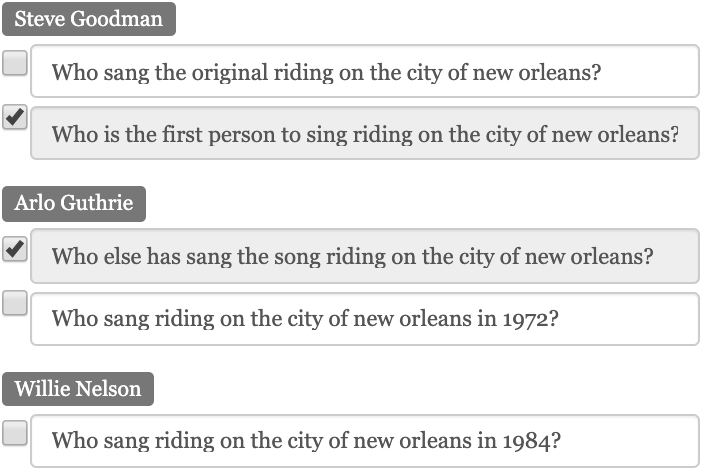 Steve Goodman
Who sang the original riding on the city of new orleans?
Who is the first person to sing riding on the city of new orleans?
Arlo Guthrie
Who else has sang the song riding on the city of new orleans?
Who sang riding on the city of new orleans in 1972?
Willie Nelson
Who sang riding on the city of new orleans in 1984?